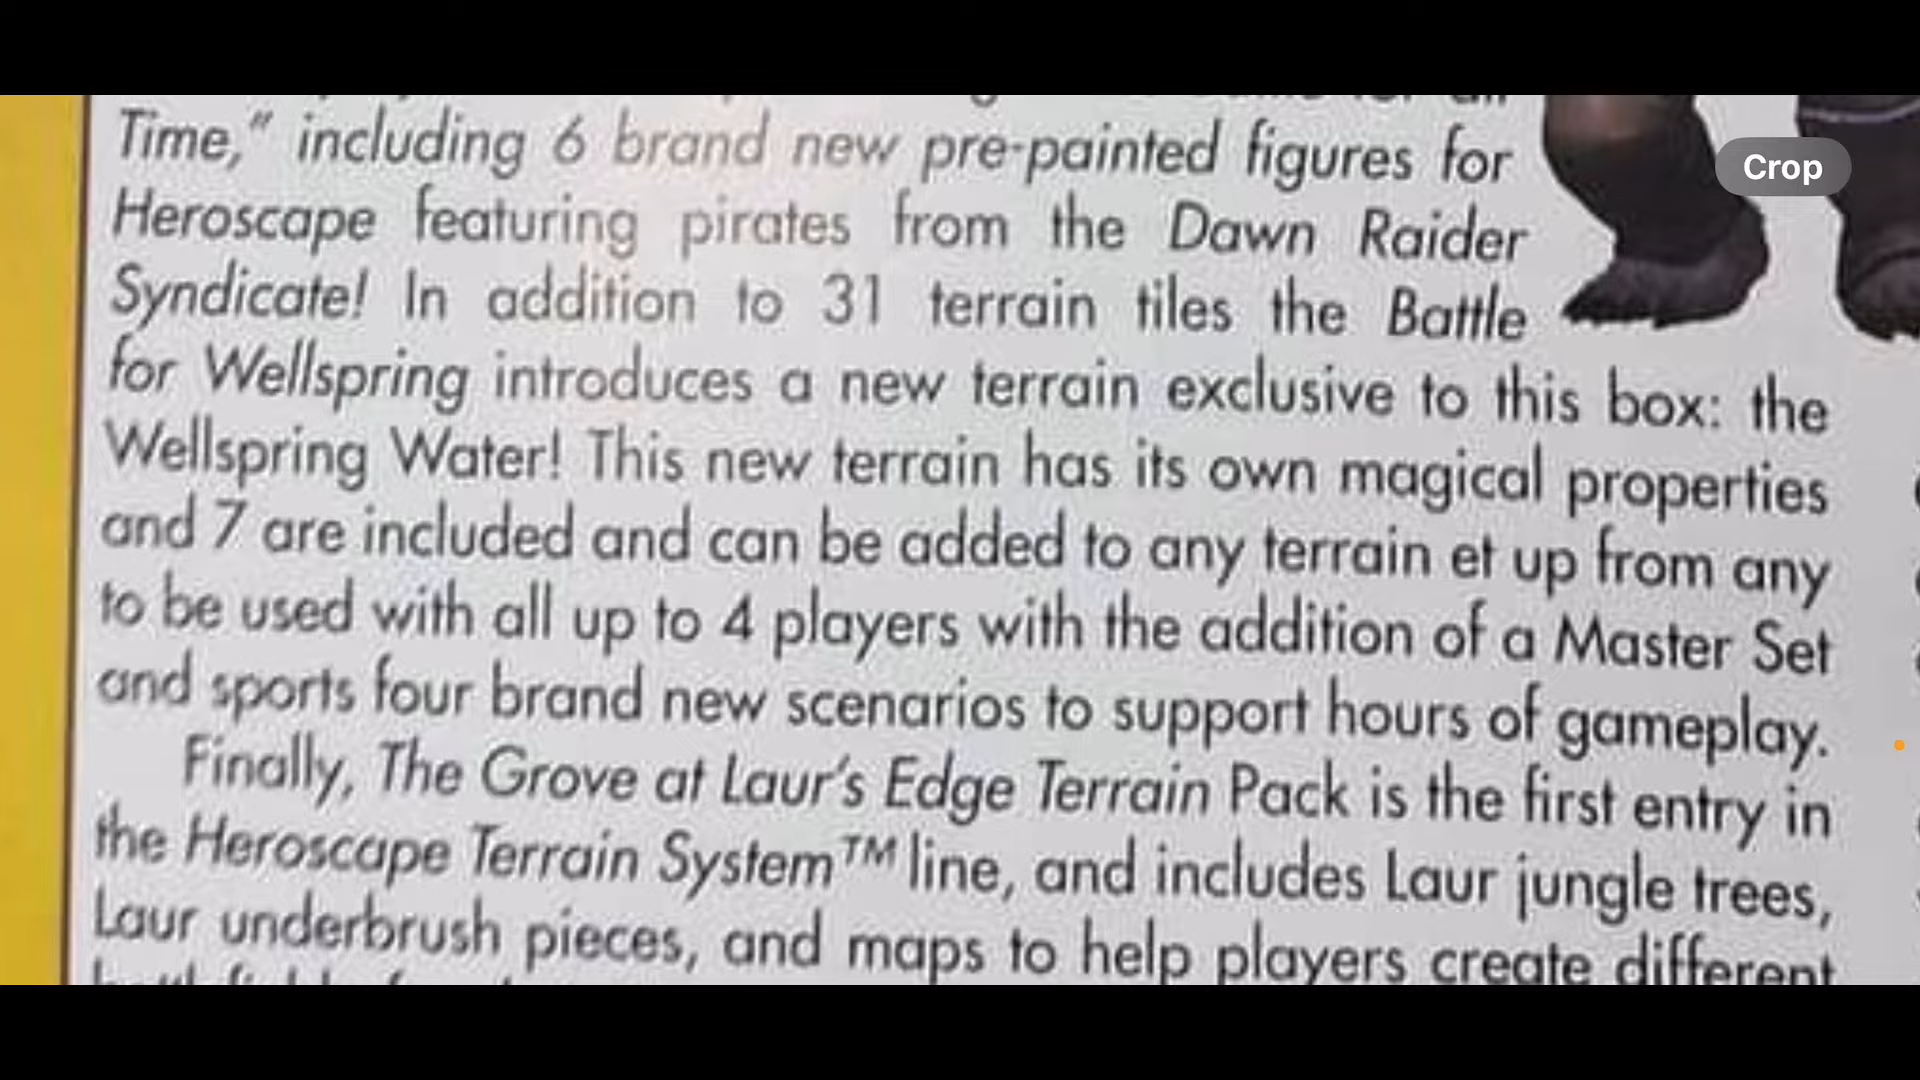 Time,” including 6 brand new pre-painted figures for
Heroscape featuring pirates from the Dawn Raider
Syndicate! In addition to 31 terrain tiles the Battle
for Wellspring introduces a new terrain exclusive to this box: the
Wellspring Water! This new terrain has its own magical properties
and 7 are included and can be added to any terrain et up from any
to be used with all up to 4 players with the addition of a Master Set
and sports four brand new scenarios to support hours of gameplay.
Finally, The Grove at Laur’s Edge Terrain Pack is the first entry in
the Heroscape Terrain System™ line, and includes Laur jungle trees,
Laur underbrush pieces, and maps to help players create different
Crop